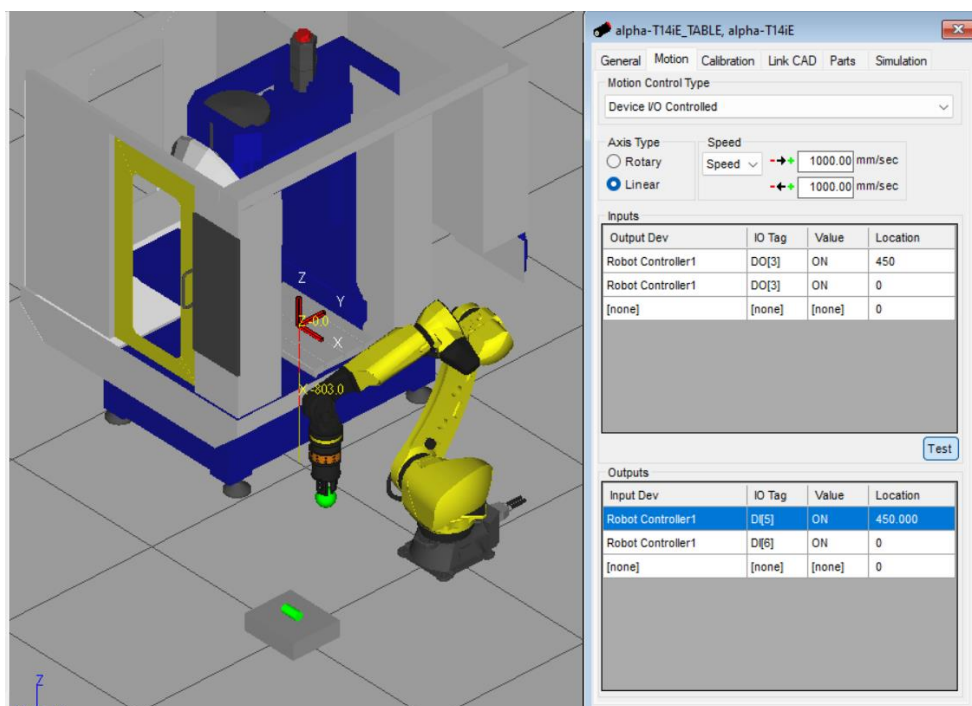 alpha-T14iE_TABLE, alpha-T14iE
General Motion Calibration Link CAD Parts Simulation
Motion Control Type
Device I/O Controlled
Axis Type Speed
Rotary Speed 1000.00 mm/sec
Linear 1000.00 mm/sec
Inputs
Output Dev IO Tag Value Location
Robot Controller1 DO[3] ON 450
Robot Controller1 DO[3] ON 0
[none] [none] [none] 0
Test
Outputs
Input Dev IO Tag Value Location
Robot Controller1 DI[5] ON 450.000
Robot Controller1 DI[6] ON 0
[none] [none] [none] 0
Z
Y
Z -0.0
X
X -803.0
Z